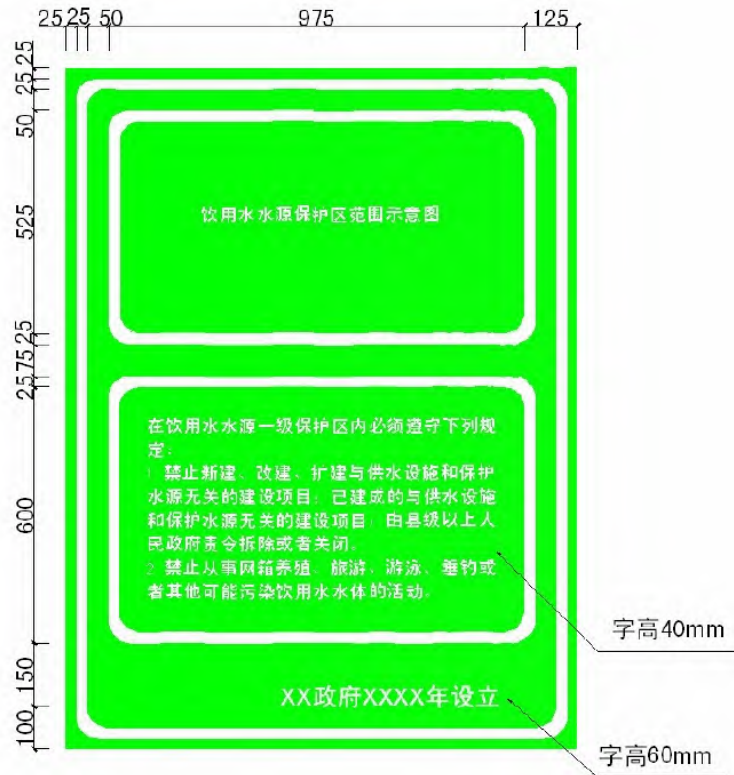 25 25 50 975 125
25
25
50
525
25
75
25
600
150
100
饮用水水源保护区范围示意图
在饮用水水源一级保护区内必须遵守下列规
定：
1 禁止新建、改建、扩建与供水设施和保护
水源无关的建设项目；已建成的与供水设施
和保护水源无关的建设项目，由县级以上人
民政府责令拆除或者关闭。
2 禁止从事网箱养殖、旅游、游泳、垂钓或
者其他可能污染饮用水水体的活动。
字高40mm
XX政府XXXX年设立
字高60mm